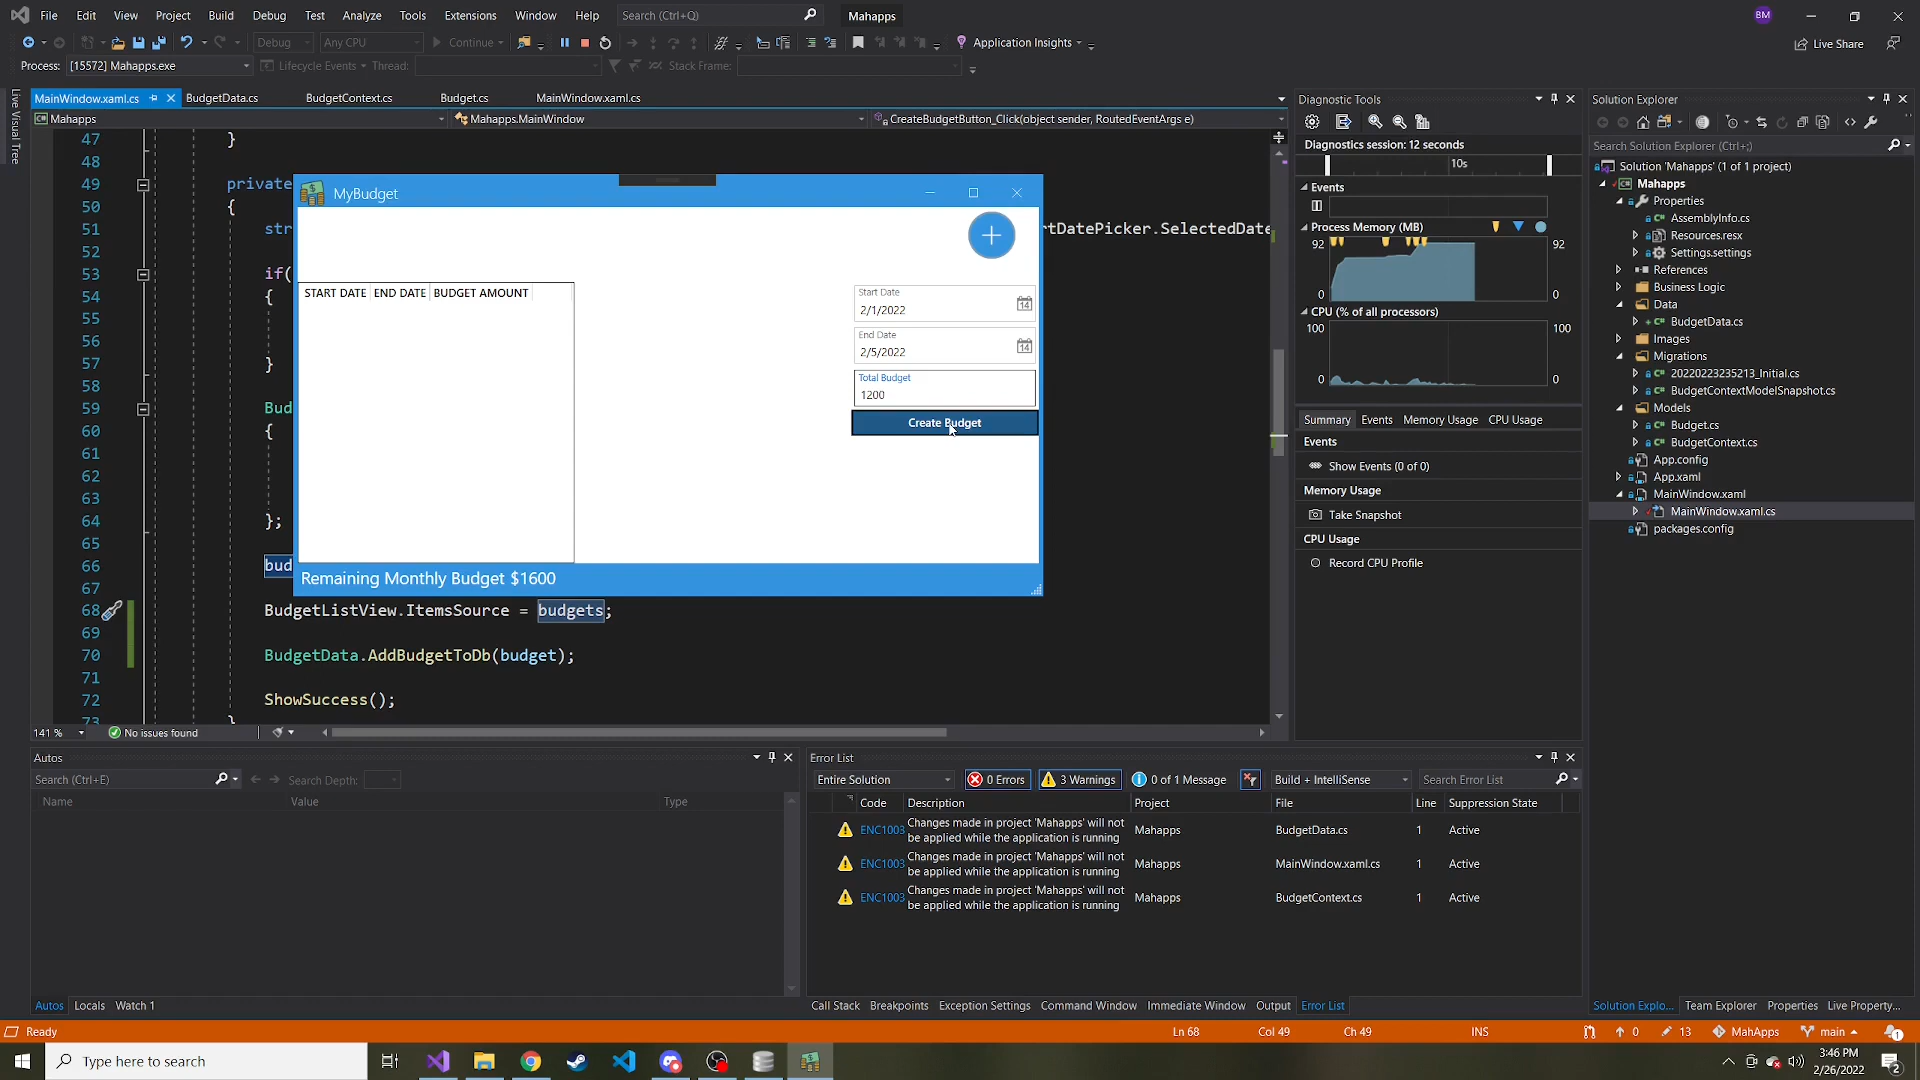 File Edit View Project Build Debug Test Analyze Tools Extensions Window Help Search (Ctrl+Q) Mahapps BM
Debug Any CPU Continue Application Insights Live Share
Process: [15572] Mahapps.exe Lifecycle Events Thread: Stack Frame:
Live Visual Tree
MainWindow.xaml.cs BudgetData.cs BudgetContext.cs Budget.cs MainWindow.xaml.cs
Mahapps Mahapps.MainWindow CreateBudgetButton_Click(object sender, RoutedEventArgs e)
47 }
48
49 private
50 {
51 str rtDatePicker.SelectedDate
52
53 if(
54 {
55
56
57 }
58
59 Bud
60 {
61
62
63
64 };
65
66 bud
67
68 BudgetListView.ItemsSource = budgets;
69
70 BudgetData.AddBudgetToDb(budget);
71
72 ShowSuccess();
73 }
MyBudget
START DATE END DATE BUDGET AMOUNT
Start Date
2/1/2022
14
End Date
2/5/2022
14
Total Budget
1200
Create Budget
Remaining Monthly Budget $1600
141 % No issues found
Diagnostic Tools
Diagnostics session: 12 seconds
10s
Events
Process Memory (MB)
92 92
0 0
CPU (% of all processors)
100 100
0 0
Summary Events Memory Usage CPU Usage
Events
Show Events (0 of 0)
Memory Usage
Take Snapshot
CPU Usage
Record CPU Profile
Solution Explorer
Search Solution Explorer (Ctrl+;)
Solution 'Mahapps' (1 of 1 project)
Mahapps
Properties
AssemblyInfo.cs
Resources.resx
Settings.settings
References
Business Logic
Data
BudgetData.cs
Images
Migrations
20220223235213_Initial.cs
BudgetContextModelSnapshot.cs
Models
Budget.cs
BudgetContext.cs
App.config
App.xaml
MainWindow.xaml
MainWindow.xaml.cs
packages.config
Autos
Search (Ctrl+E) Search Depth:
Name Value Type
Autos Locals Watch 1
Error List
Entire Solution 0 Errors 3 Warnings 0 of 1 Message Build + IntelliSense Search Error List
Code Description Project File Line Suppression State
ENC1003 Changes made in project 'Mahapps' will not be applied while the application is running Mahapps BudgetData.cs 1 Active
ENC1003 Changes made in project 'Mahapps' will not be applied while the application is running Mahapps MainWindow.xaml.cs 1 Active
ENC1003 Changes made in project 'Mahapps' will not be applied while the application is running Mahapps BudgetContext.cs 1 Active
Call Stack Breakpoints Exception Settings Command Window Immediate Window Output Error List
Solution Explo... Team Explorer Properties Live Property...
Ready Ln 68 Col 49 Ch 49 INS 0 13 MahApps main 1
Type here to search
3:46 PM
2/26/2022
2